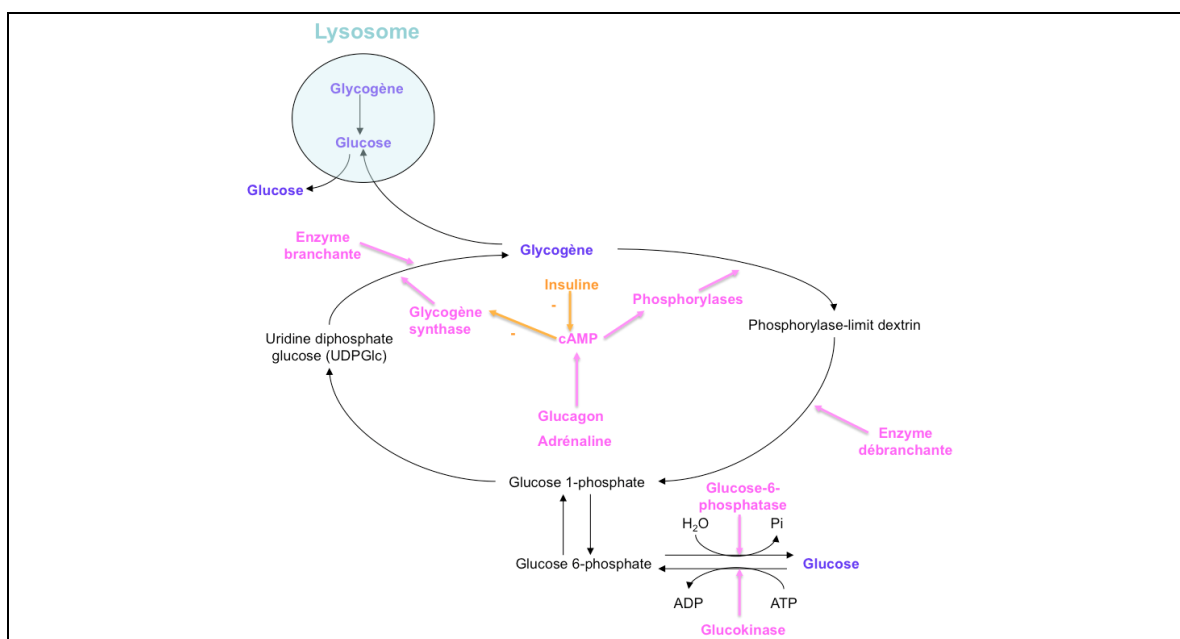 Lysosome
Glycogène
Glucose
Glucose
Enzyme
branchante
Glycogène
Insuline
-
Phosphorylases
Glycogène
synthase
-
cAMP
Phosphorylase-limit dextrin
Uridine diphosphate
glucose (UDPGlc)
Glucagon
Adrénaline
Enzyme
débranchante
Glucose 1-phosphate
Glucose-6-
phosphatase
H₂O
Pi
Glucose 6-phosphate
Glucose
ADP
ATP
Glucokinase